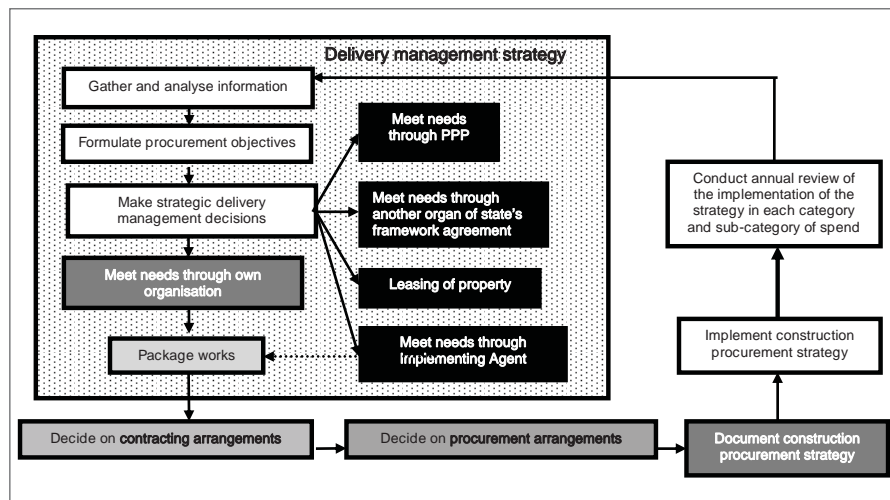 Delivery management strategy
Gather and analyse information
Formulate procurement objectives
Make strategic delivery
management decisions
Meet needs through own
organisation
Package works
Meet needs
through PPP
Meet needs through
another organ of state's
framework agreement
Leasing of property
Meet needs through
Implementing Agent
Decide on contracting arrangements
Decide on procurement arrangements
Document construction
procurement strategy
Implement construction
procurement strategy
Conduct annual review of
the implementation of the
strategy in each category
and sub-category of spend